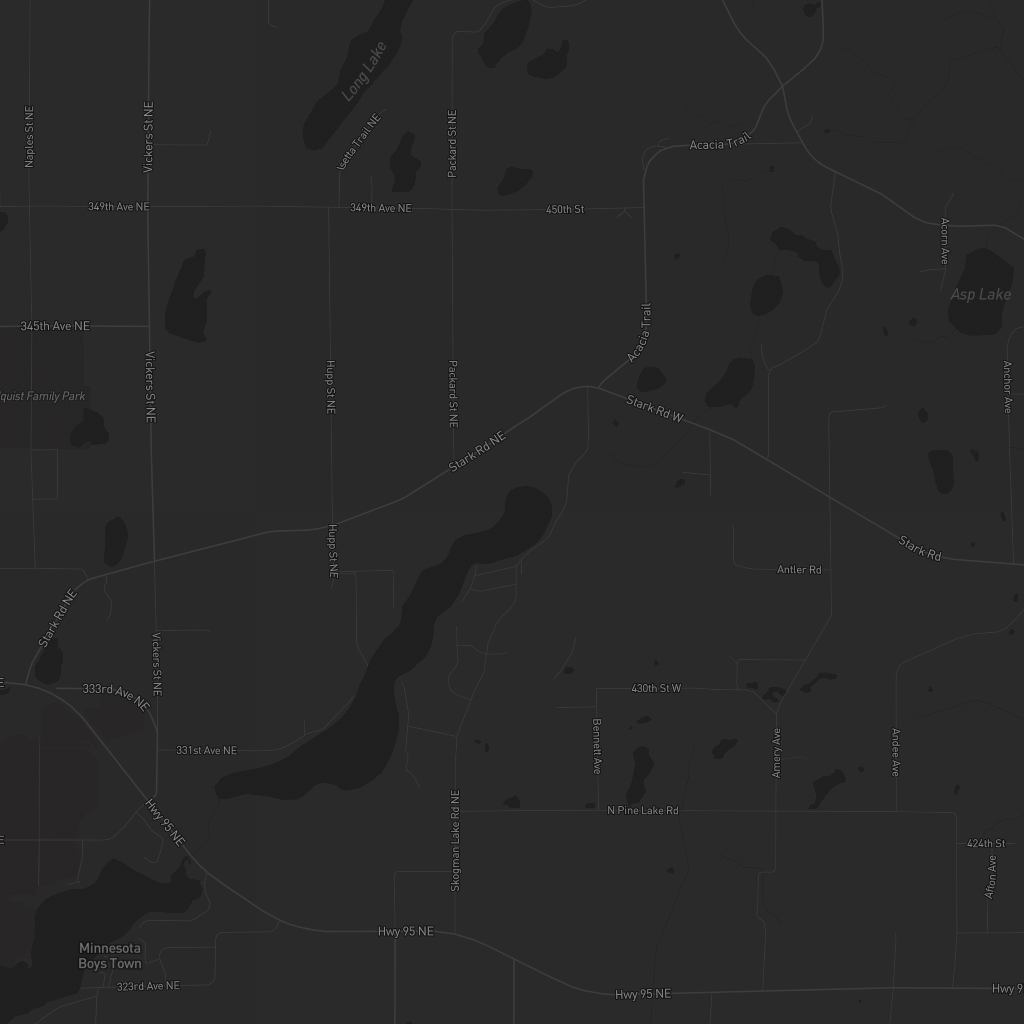 Long Lake
Naples St NE
Vickers St NE
Packard St NE
Acacia Trail
349th Ave NE
349th Ave NE
450th St
Acorn Ave
Asp Lake
345th Ave NE
Acacia Trail
Vickers St NE
Hupp St NE
Packard St NE
Family Park
Anchor Ave
Stark Rd W
Stark Rd NE
Hupp St NE
Stark Rd
Antler Rd
Stark Rd NE
Vickers St NE
333rd Ave NE
430th St W
331st Ave NE
Bennett Ave
Amery Ave
Andee Ave
Hwy 95 NE
Skogman Lake Rd NE
N Pine Lake Rd
424th St
Afton Ave
Hwy 95 NE
Minnesota
Boys Town
323rd Ave NE
Hwy 95 NE
Hwy 9